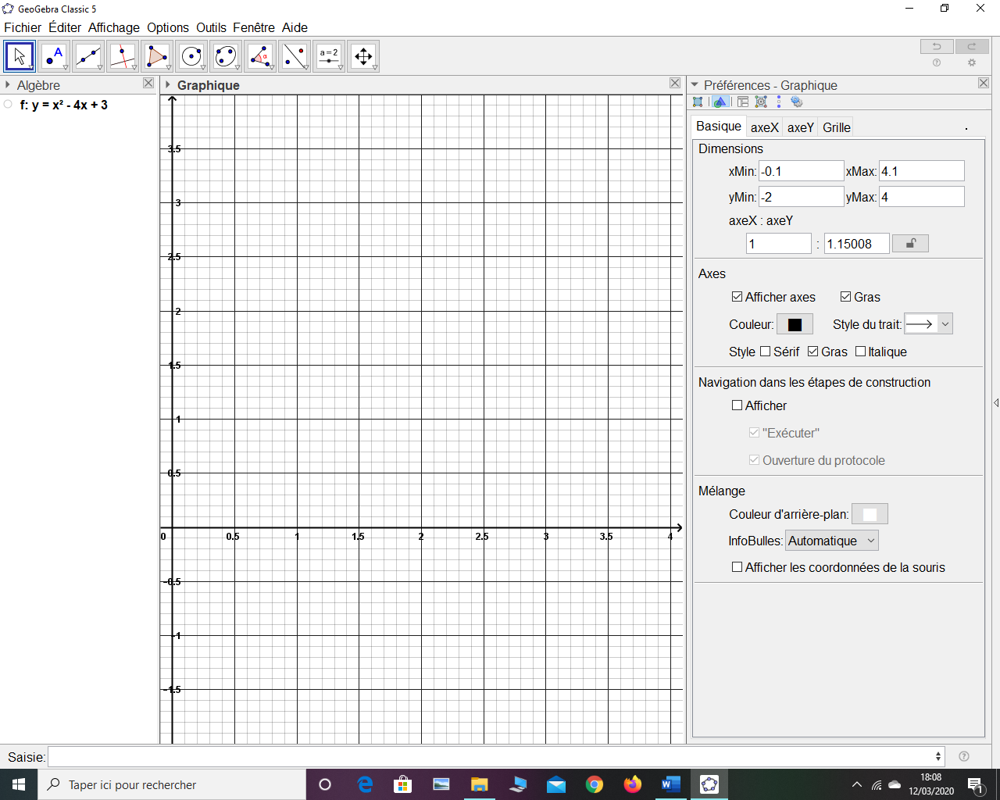 GeoGebra Classic 5
Fichier Éditer Affichage Options Outils Fenêtre Aide
A
α
a=2
Algèbre
Graphique
Préférences - Graphique
f: y = x² - 4x + 3
Basique axeX axeY Grille
Dimensions
xMin: -0.1 xMax: 4.1
yMin: -2 yMax: 4
axeX : axeY
1 : 1.15008
Axes
Afficher axes Gras
Couleur: Style du trait:
Style Sérif Gras Italique
Navigation dans les étapes de construction
Afficher
"Exécuter"
Ouverture du protocole
Mélange
Couleur d'arrière-plan:
InfoBulles: Automatique
Afficher les coordonnées de la souris
3.5
3
2.5
2
1.5
1
0.5
0 0.5 1 1.5 2 2.5 3 3.5 4
-0.5
-1
-1.5
Saisie:
Taper ici pour rechercher
18:08
12/03/2020
1